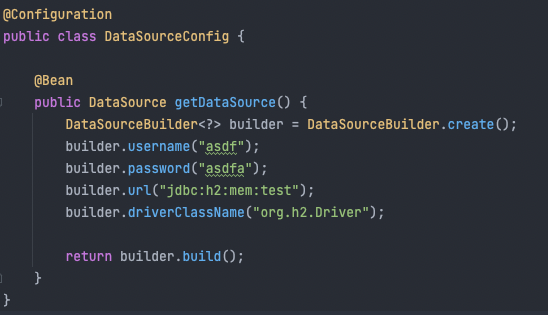 @Configuration
public class DataSourceConfig {
@Bean
public DataSource getDataSource() {
DataSourceBuilder<?> builder = DataSourceBuilder.create();
builder.username("asdf");
builder.password("asdfa");
builder.url("jdbc:h2:mem:test");
builder.driverClassName("org.h2.Driver");
return builder.build();
}
}